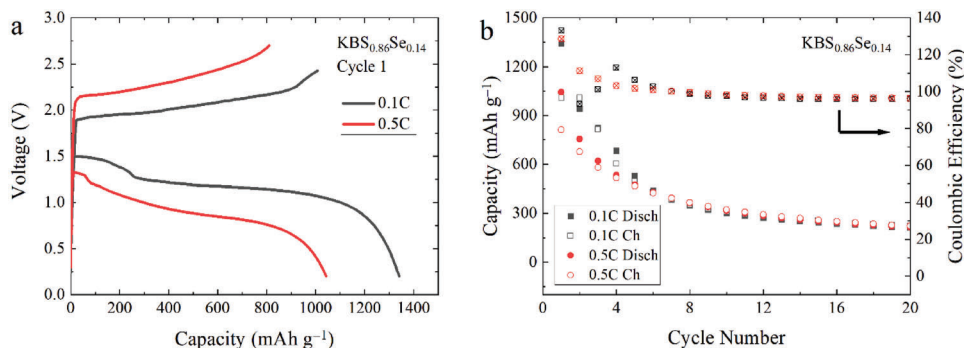 a
KBS0.86Se0.14
Cycle 1
0.1C
0.5C
Voltage (V)
3.0
2.5
2.0
1.5
1.0
0.5
0.0
0 200 400 600 800 1000 1200 1400
Capacity (mAh g⁻¹)
b
KBS0.86Se0.14
Capacity (mAh g⁻¹)
1500
1200
900
600
300
0
0.1C Disch
0.1C Ch
0.5C Disch
0.5C Ch
0 4 8 12 16 20
Cycle Number
140
120
100
80
60
40
20
0
Coulombic Efficiency (%)